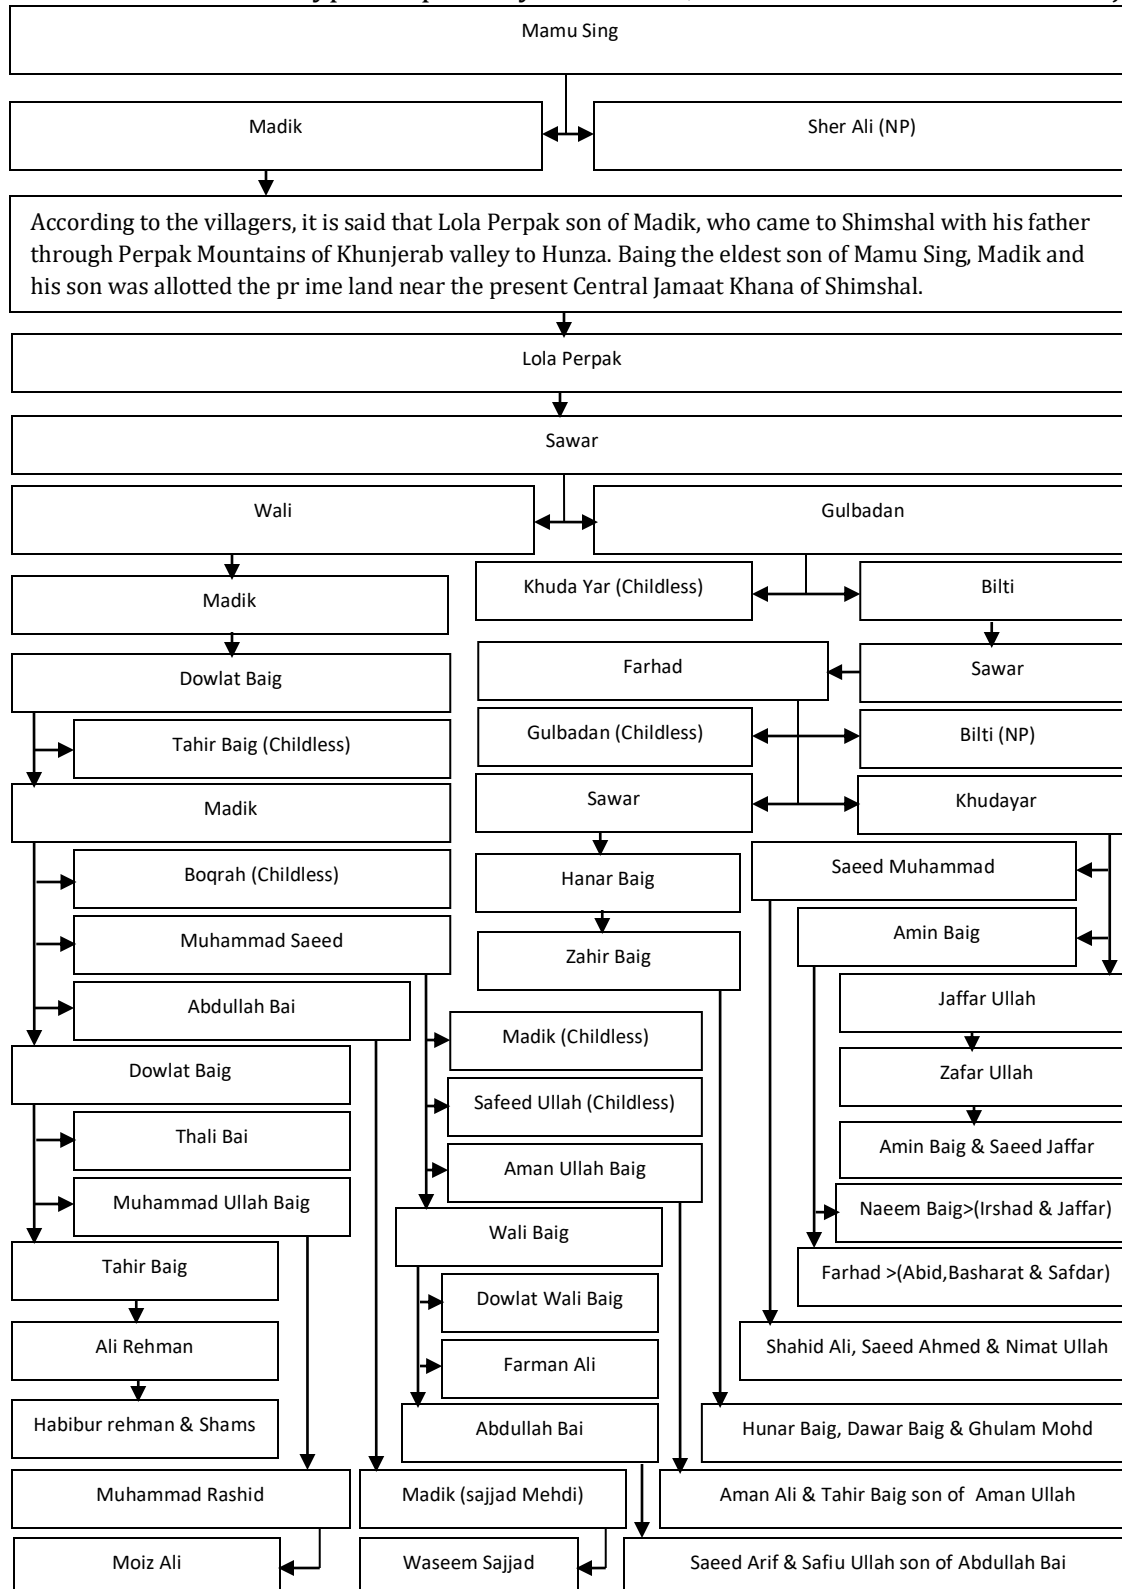 Mamu Sing
Madik
Sher Ali (NP)
According to the villagers, it is said that Lola Perpak son of Madik, who came to Shimshal with his father
through Perpak Mountains of Khunjerab valley to Hunza. Baing the eldest son of Mamu Sing, Madik and
his son was allotted the pr ime land near the present Central Jamaat Khana of Shimshal.
Lola Perpak
Sawar
Wali
Gulbadan
Khuda Yar (Childless)
Bilti
Madik
Farhad
Sawar
Dowlat Baig
Gulbadan (Childless)
Bilti (NP)
Tahir Baig (Childless)
Sawar
Khudayar
Madik
Saeed Muhammad
Boqrah (Childless)
Hanar Baig
Amin Baig
Muhammad Saeed
Zahir Baig
Jaffar Ullah
Abdullah Bai
Madik (Childless)
Dowlat Baig
Zafar Ullah
Safeed Ullah (Childless)
Thali Bai
Amin Baig & Saeed Jaffar
Aman Ullah Baig
Muhammad Ullah Baig
Naeem Baig>(Irshad & Jaffar)
Wali Baig
Tahir Baig
Farhad >(Abid,Basharat & Safdar)
Dowlat Wali Baig
Ali Rehman
Shahid Ali, Saeed Ahmed & Nimat Ullah
Farman Ali
Habibur rehman & Shams
Abdullah Bai
Hunar Baig, Dawar Baig & Ghulam Mohd
Muhammad Rashid
Madik (sajjad Mehdi)
Aman Ali & Tahir Baig son of Aman Ullah
Moiz Ali
Waseem Sajjad
Saeed Arif & Safiu Ullah son of Abdullah Bai